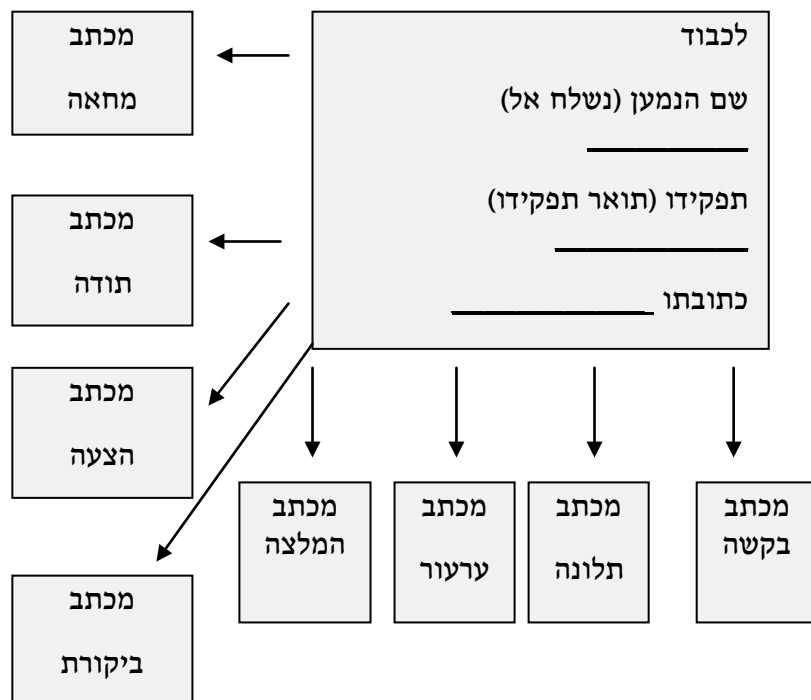 לכבוד
שם הנמען (נשלח אל)
תפקידו (תואר תפקידו)
כתובתו
מכתב
מחאה
מכתב
תודה
מכתב
הצעה
מכתב
ביקורת
מכתב
בקשה
מכתב
תלונה
מכתב
ערעור
מכתב
המלצה